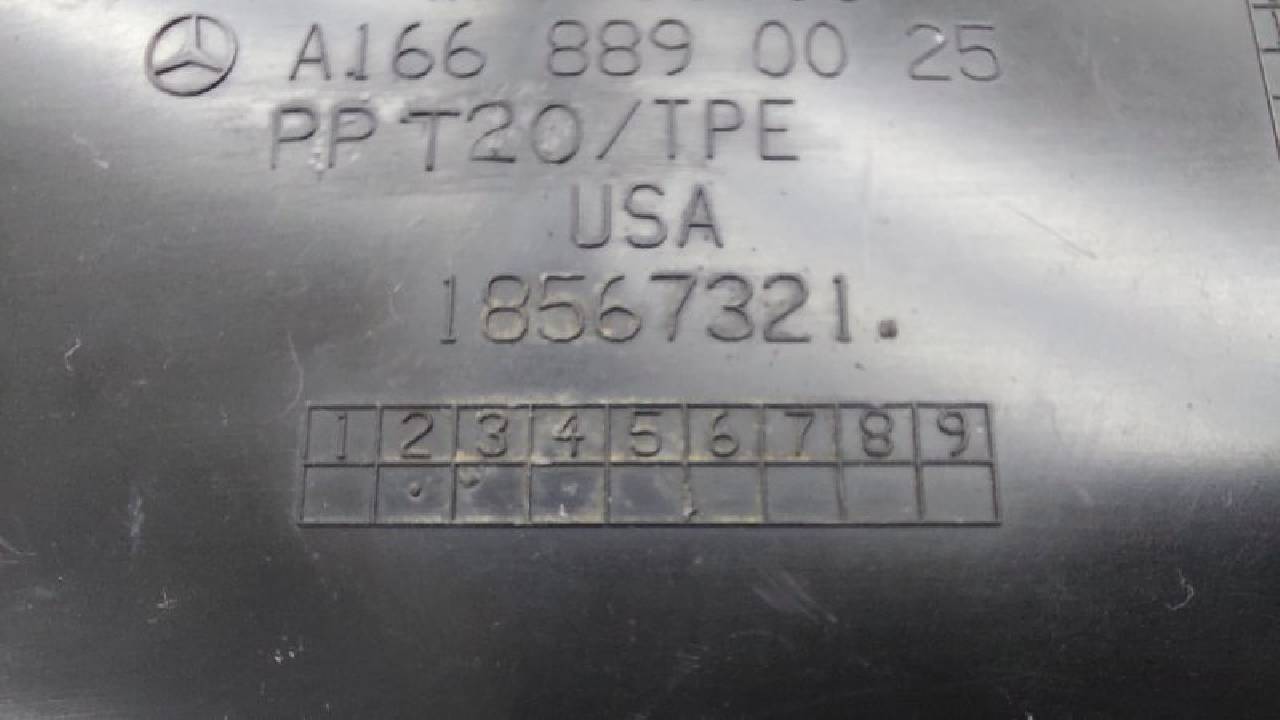 A166 889 00 25
PP T20/TPE
USA
18567321.
1 2 3 4 5 6 7 8 9